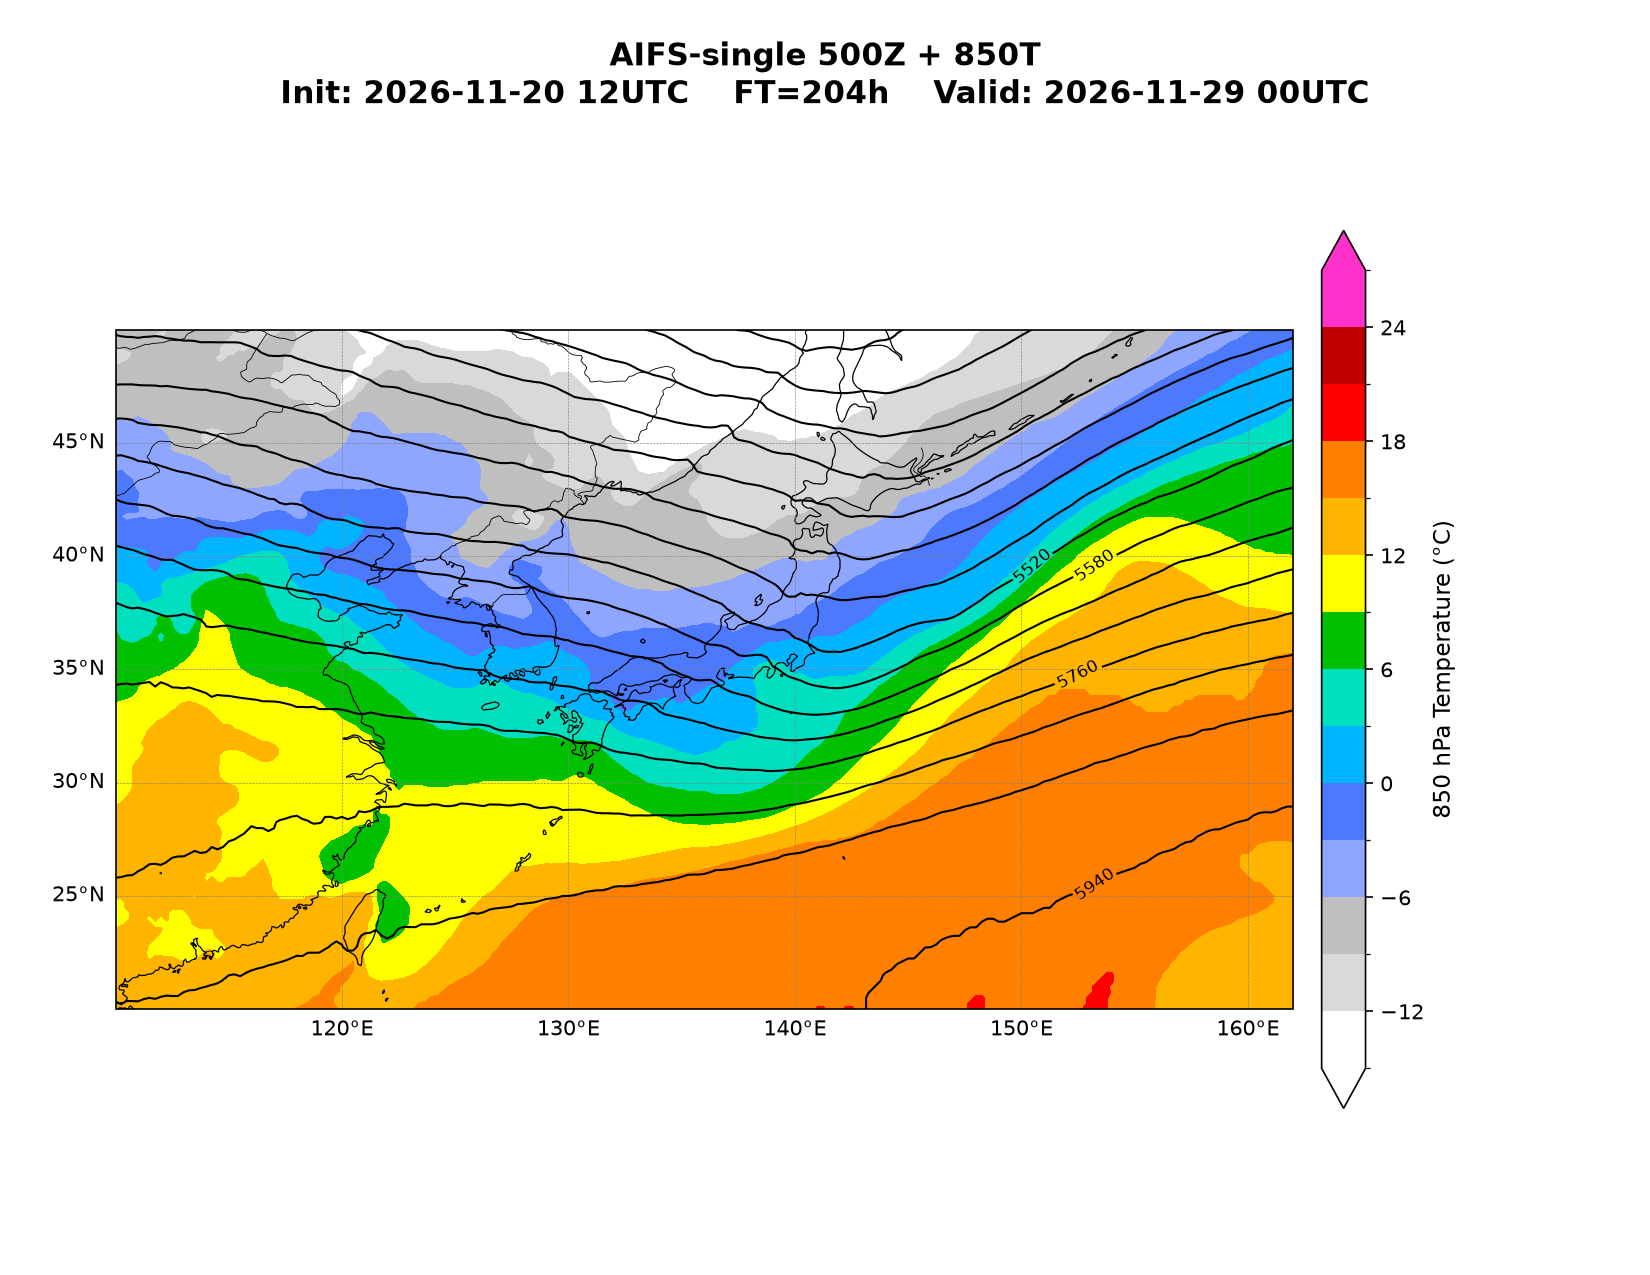 AIFS-single 500Z + 850T
Init: 2026-11-20 12UTC    FT=204h    Valid: 2026-11-29 00UTC
45°N
40°N
35°N
30°N
25°N
120°E
130°E
140°E
150°E
160°E
5520
5580
5760
5940
24
18
12
6
0
−6
−12
850 hPa Temperature (°C)